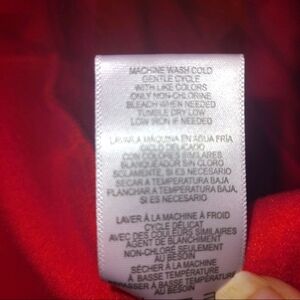 MACHINE WASH COLD
GENTLE CYCLE
WITH LIKE COLORS
ONLY NON-CHLORINE
BLEACH WHEN NEEDED
TUMBLE DRY LOW
LOW IRON IF NEEDED
LAVAR A MAQUINA EN AGUA FRÍA
CICLO DELICADO
CON COLORES SIMILARES
BLANQUEADOR SIN CLORO
SOLAMENTE, SI ES NECESARIO
SECAR A TEMPERATURA BAJA
PLANCHAR A TEMPERATURA BAJA,
SI ES NECESARIO
LAVER À LA MACHINE À FROID
CYCLE DÉLICAT
AVEC DES COULEURS SIMILAIRES
AGENT DE BLANCHIMENT
NON-CHLORÉ SEULEMENT
AU BESOIN
SÉCHER À LA MACHINE
À BASSE TEMPÉRATURE
À BASSE TEMPÉRATURE
AU BESOIN